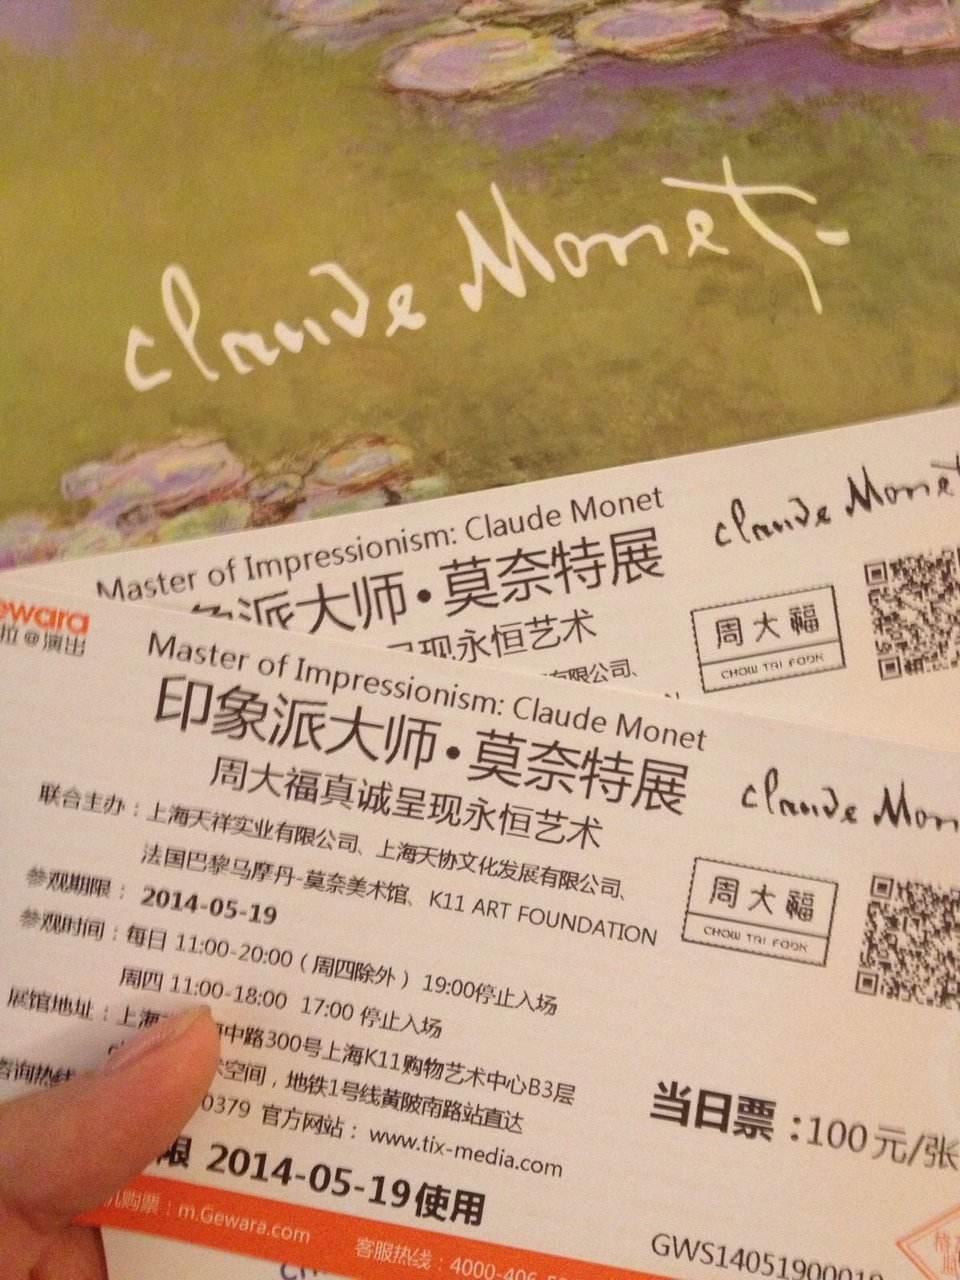 Claude Monet
Master of Impressionism: Claude Monet
Claude Monet
派大师·莫奈特展
呈现永恒艺术
周大福
CHOW TAI FOOK
有限公司、
ewara
拉@演出
Master of Impressionism: Claude Monet
印象派大师·莫奈特展
Claude Mon
周大福真诚呈现永恒艺术
联合主办：上海天祥实业有限公司、上海天协文化发展有限公司、
法国巴黎马摩丹-莫奈美术馆、K11 ART FOUNDATION
周大福
CHOW TAI FOOK
参观期限： 2014-05-19
参观时间：每日 11:00-20:00（周四除外） 19:00停止入场
周四 11:00-18:00 17:00 停止入场
展馆地址：上海 中路300号上海K11购物艺术中心B3层
空间，地铁1号线黄陂南路站直达
咨询热线 0379 官方网站： www.tix-media.com
当日票：100元/张
限 2014-05-19使用
机购票：m.Gewara.com
客服热线：4000-406-5
GWS14051900019